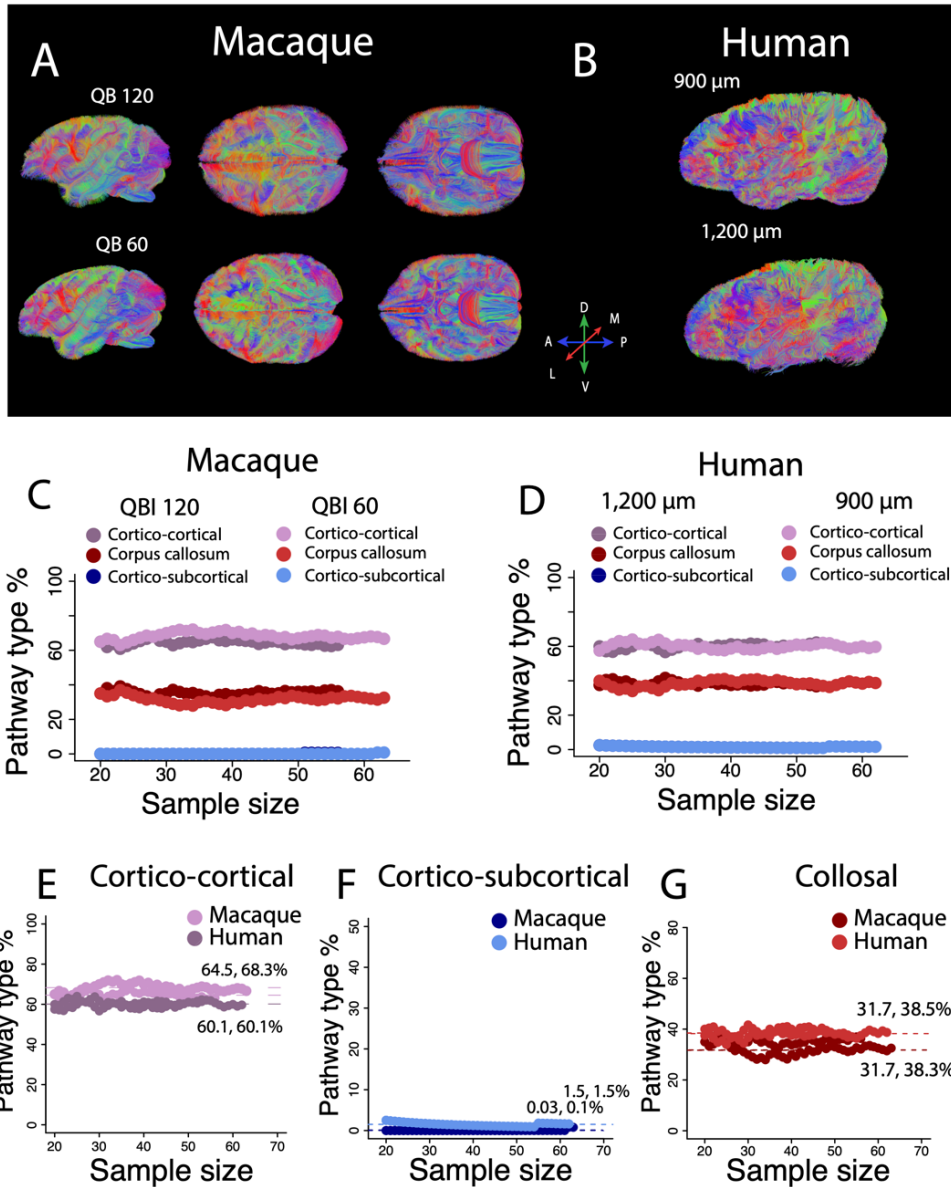 A
Macaque
QB 120
QB 60
Human
B
900 µm
1,200 µm
D
M
A
P
L
V
Macaque
C
QBI 120
QBI 60
Cortico-cortical
Corpus callosum
Cortico-subcortical
Cortico-cortical
Corpus callosum
Cortico-subcortical
Pathway type %
0
20
60
100
20
30
40
50
60
Sample size
Human
D
1,200 µm
900 µm
Cortico-cortical
Corpus callosum
Cortico-subcortical
Cortico-cortical
Corpus callosum
Cortico-subcortical
Pathway type %
0
20
60
100
20
30
40
50
60
Sample size
E
Cortico-cortical
Macaque
Human
64.5, 68.3%
60.1, 60.1%
Pathway type %
0
20
40
60
80
100
20
30
40
50
60
70
Sample size
F
Cortico-subcortical
Macaque
Human
1.5, 1.5%
0.03, 0.1%
Pathway type %
0
10
20
30
40
50
20
30
40
50
60
70
Sample size
G
Collosal
Macaque
Human
31.7, 38.5%
31.7, 38.3%
Pathway type %
0
20
40
60
80
20
30
40
50
60
70
Sample size